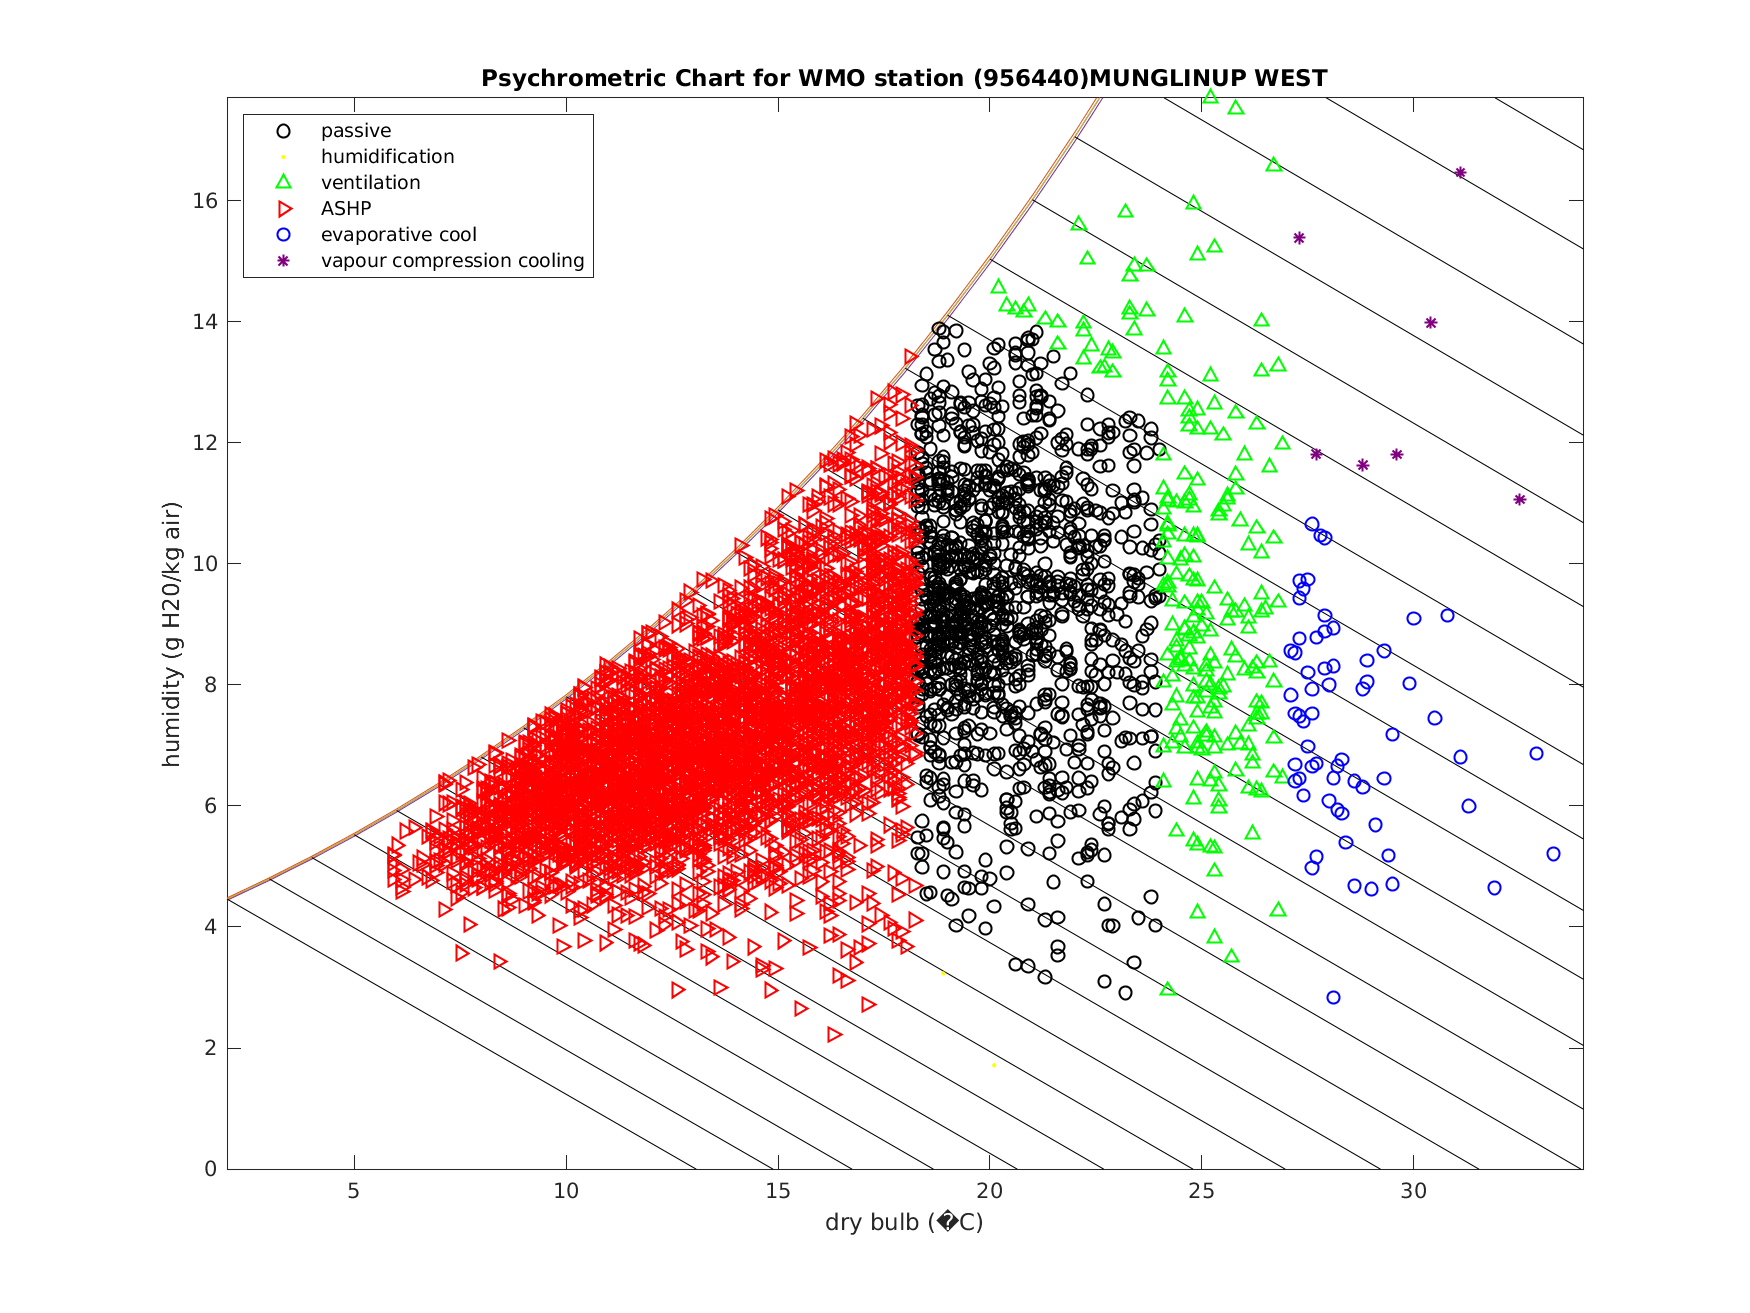 Psychrometric Chart for WMO station (956440)MUNGLINUP WEST
passive
humidification
ventilation
ASHP
evaporative cool
vapour compression cooling
humidity (g H20/kg air)
16
14
12
10
8
6
4
2
0
5 10 15 20 25 30
dry bulb (�C)